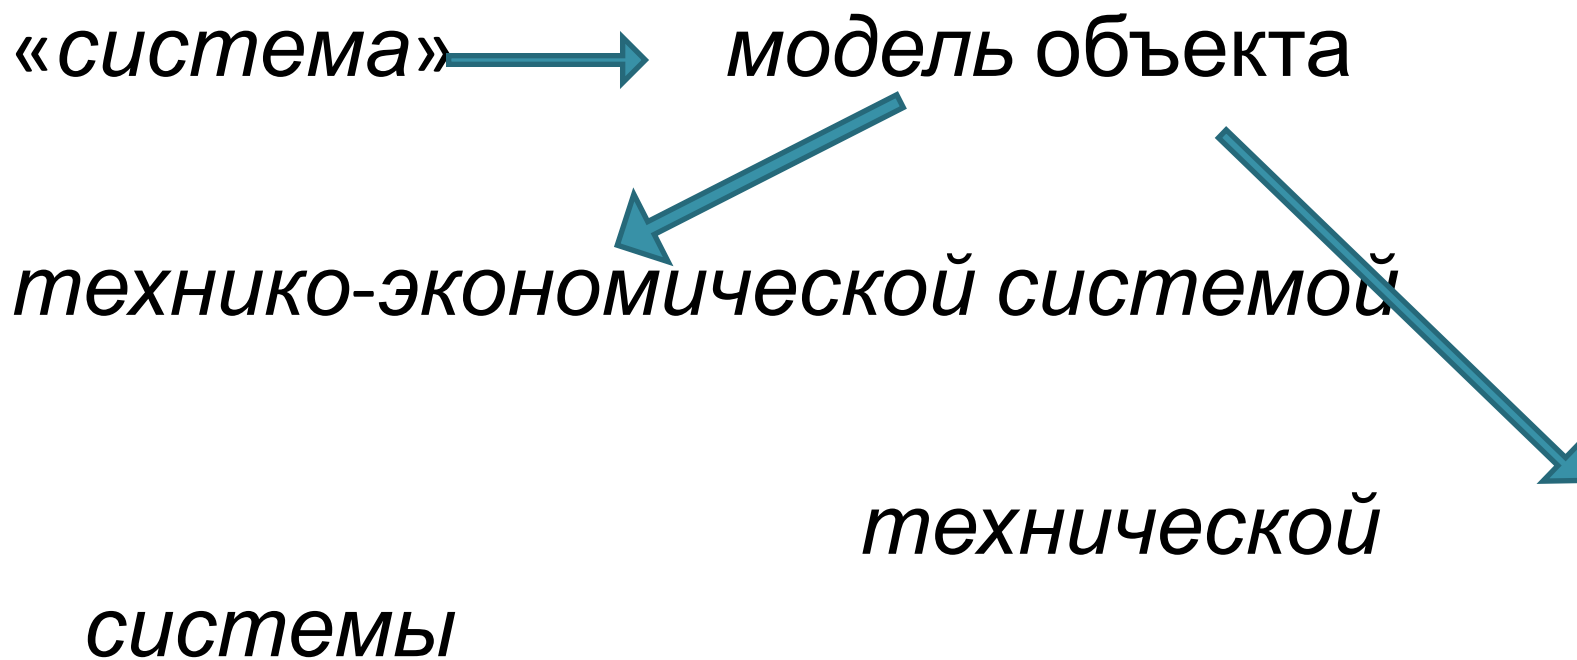 «система» модель объекта
технико-экономической системой
технической
системы